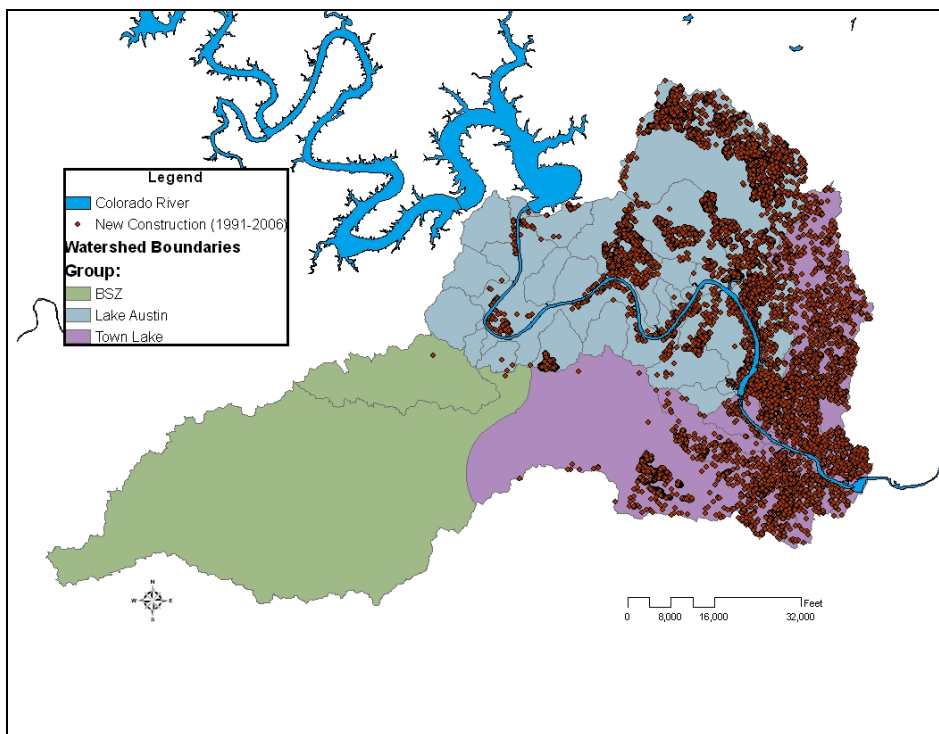 Legend
Colorado River
New Construction (1991-2006)
Watershed Boundaries
Group:
BSZ
Lake Austin
Town Lake
N
W E
S
Feet
0 8,000 16,000 32,000